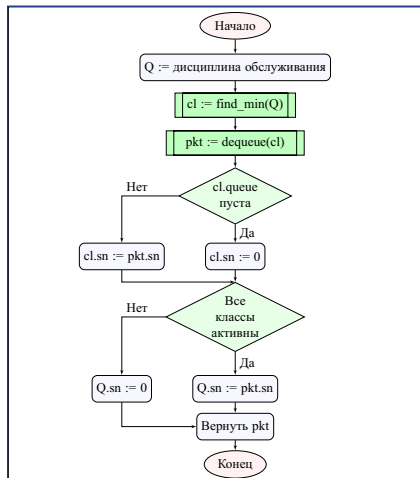 Начало
Q := дисциплина обслуживания
cl := find_min(Q)
pkt := dequeue(cl)
cl.queue
пуста
Нет
Да
cl.sn := pkt.sn
cl.sn := 0
Все
классы
активны
Нет
Да
Q.sn := 0
Q.sn := pkt.sn
Вернуть pkt
Конец